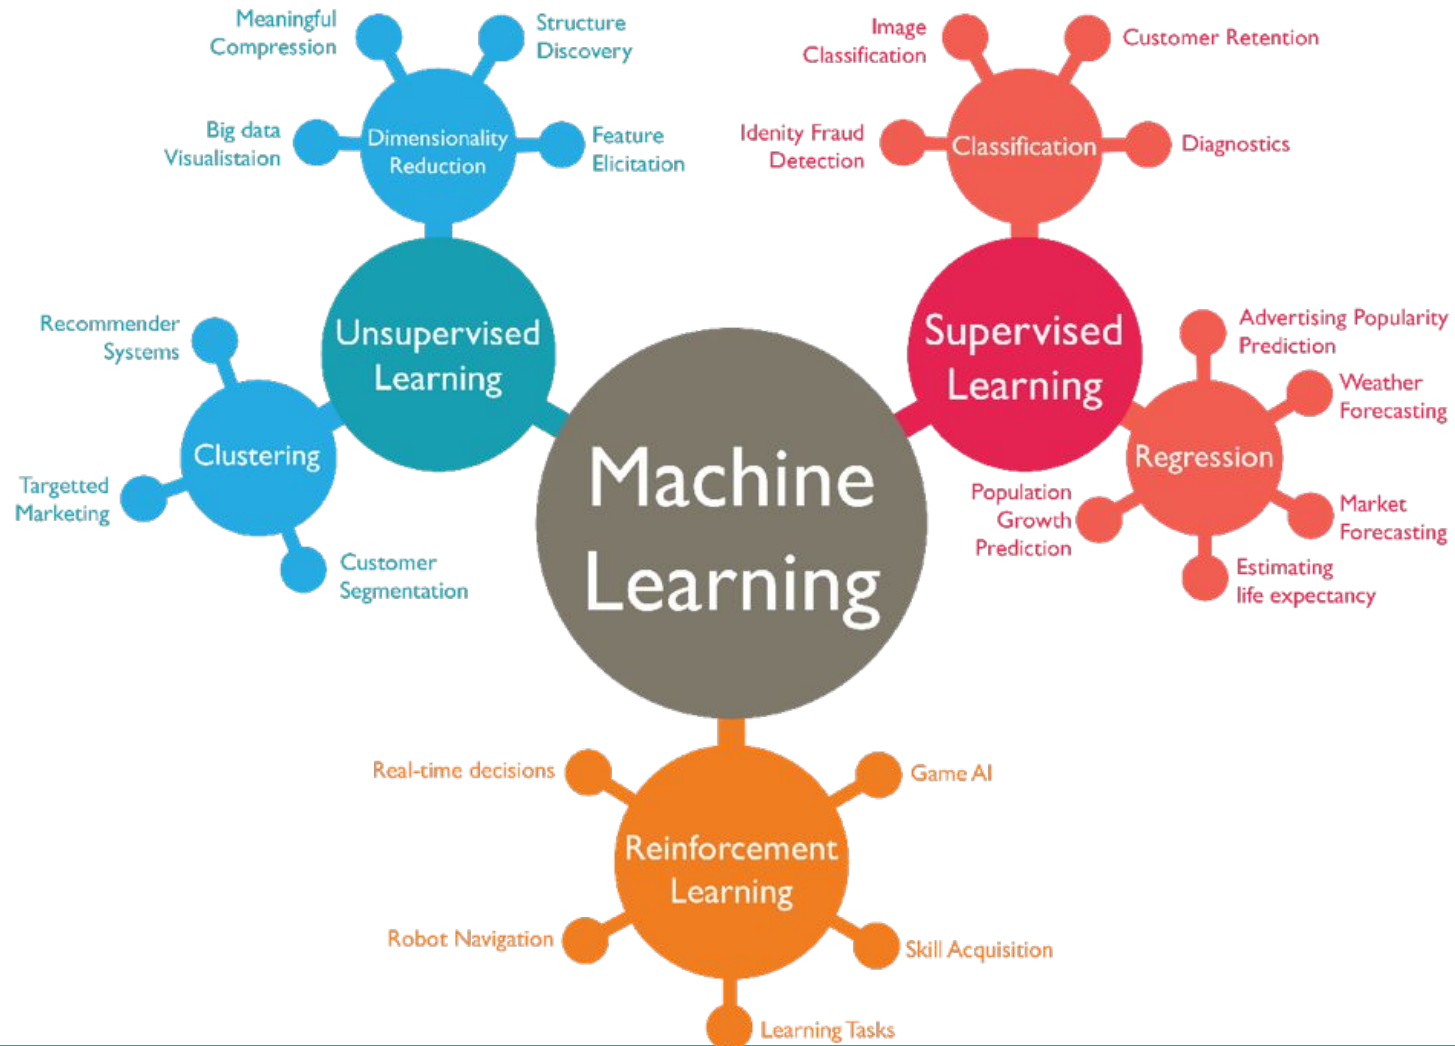 Meaningful
Compression
Structure
Discovery
Big data
Visualistaion
Dimensionality
Reduction
Feature
Elicitation
Image
Classification
Customer Retention
Idenity Fraud
Detection
Classification
Diagnostics
Unsupervised
Learning
Supervised
Learning
Recommender
Systems
Clustering
Targetted
Marketing
Customer
Segmentation
Advertising Popularity
Prediction
Weather
Forecasting
Regression
Population
Growth
Prediction
Market
Forecasting
Estimating
life expectancy
Machine
Learning
Real-time decisions
Game AI
Reinforcement
Learning
Robot Navigation
Skill Acquisition
Learning Tasks